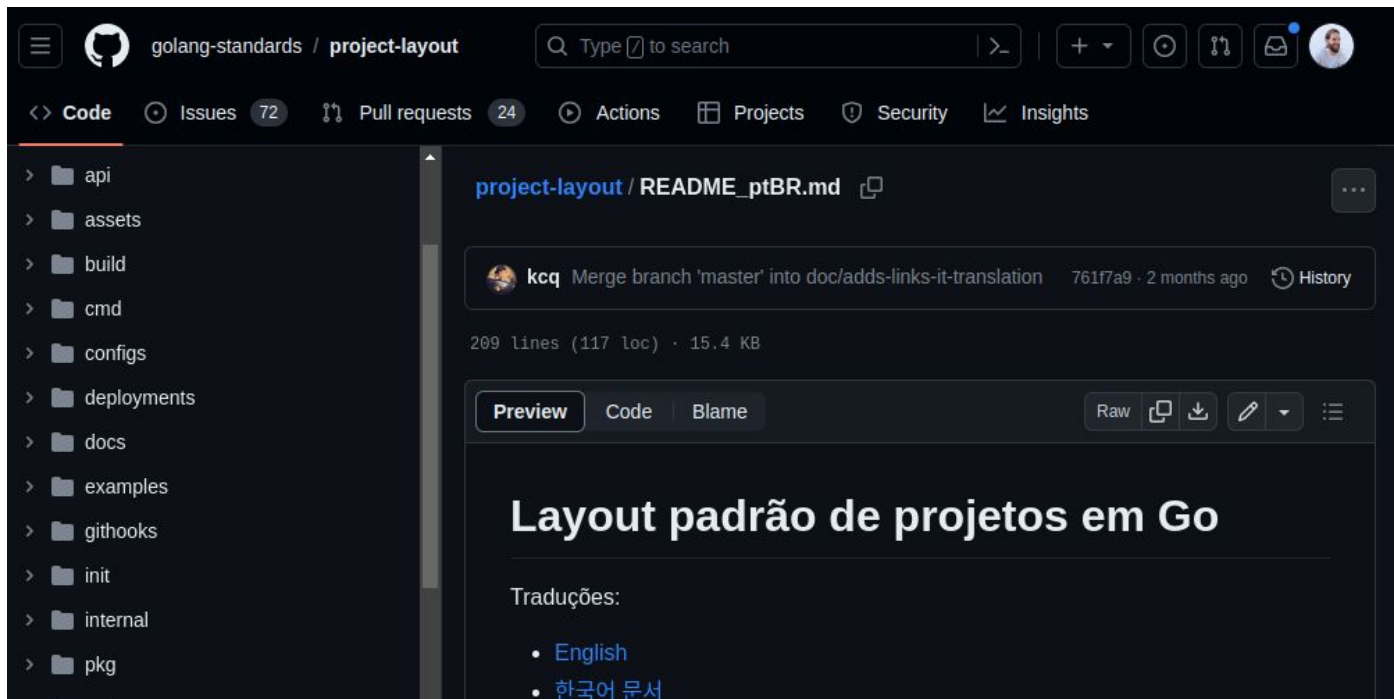 golang-standards / project-layout
Type / to search
Code
Issues 72
Pull requests 24
Actions
Projects
Security
Insights
api
assets
build
cmd
configs
deployments
docs
examples
githooks
init
internal
pkg
project-layout / README_ptBR.md
kcq Merge branch 'master' into doc/adds-links-it-translation 761f7a9 · 2 months ago History
209 lines (117 loc) · 15.4 KB
Preview Code Blame Raw
Layout padrão de projetos em Go
Traduções:
English
한국어 문서